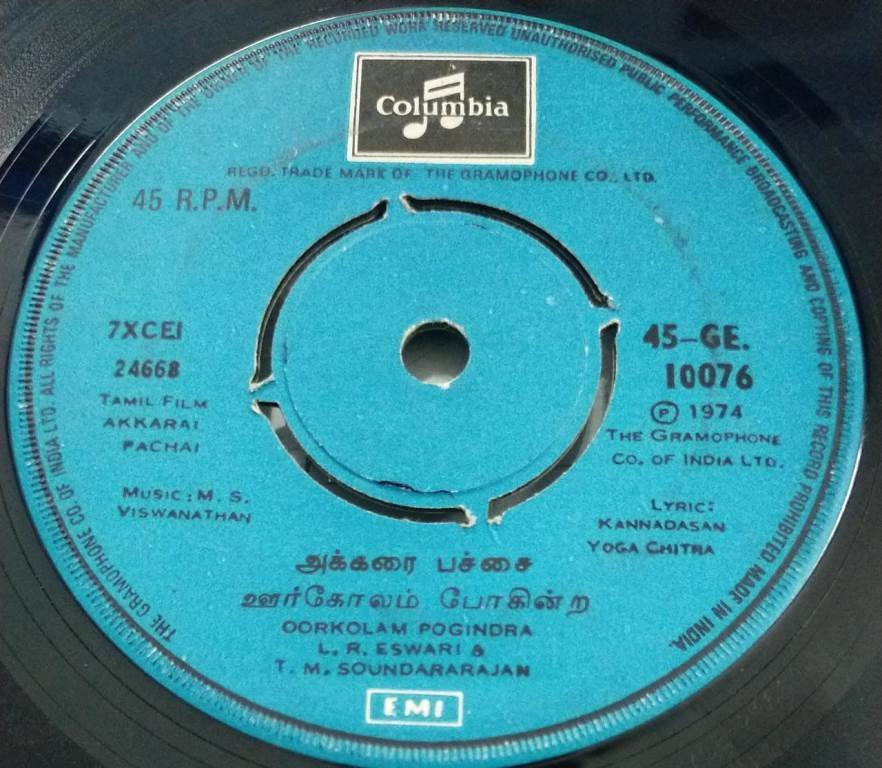 Columbia
REGD. TRADE MARK OF THE GRAMOPHONE CO., LTD.
45 R.P.M.
7XCEI
24668
TAMIL FILM
AKKARAI
PACHAI
MUSIC: M. S.
VISWANATHAN
45-GE.
10076
Ⓟ 1974
THE GRAMOPHONE
CO. OF INDIA LTD.
LYRIC:
KANNADASAN
YOGA CHITRA
அக்கரை பச்சை
ஊர்கோலம் போகின்ற
OORKOLAM POGINDRA
L. R. ESWARI &
T. M. SOUNDARARAJAN
EMI
THE GRAMOPHONE CO OF INDIA LTD. ALL RIGHTS OF THE MANUFACTURER AND OF THE OWNER OF THE RECORDED WORK RESERVED UNAUTHORISED PUBLIC PERFORMANCE BROADCASTING AND COPYING OF THIS RECORD PROHIBITED MADE IN INDIA.